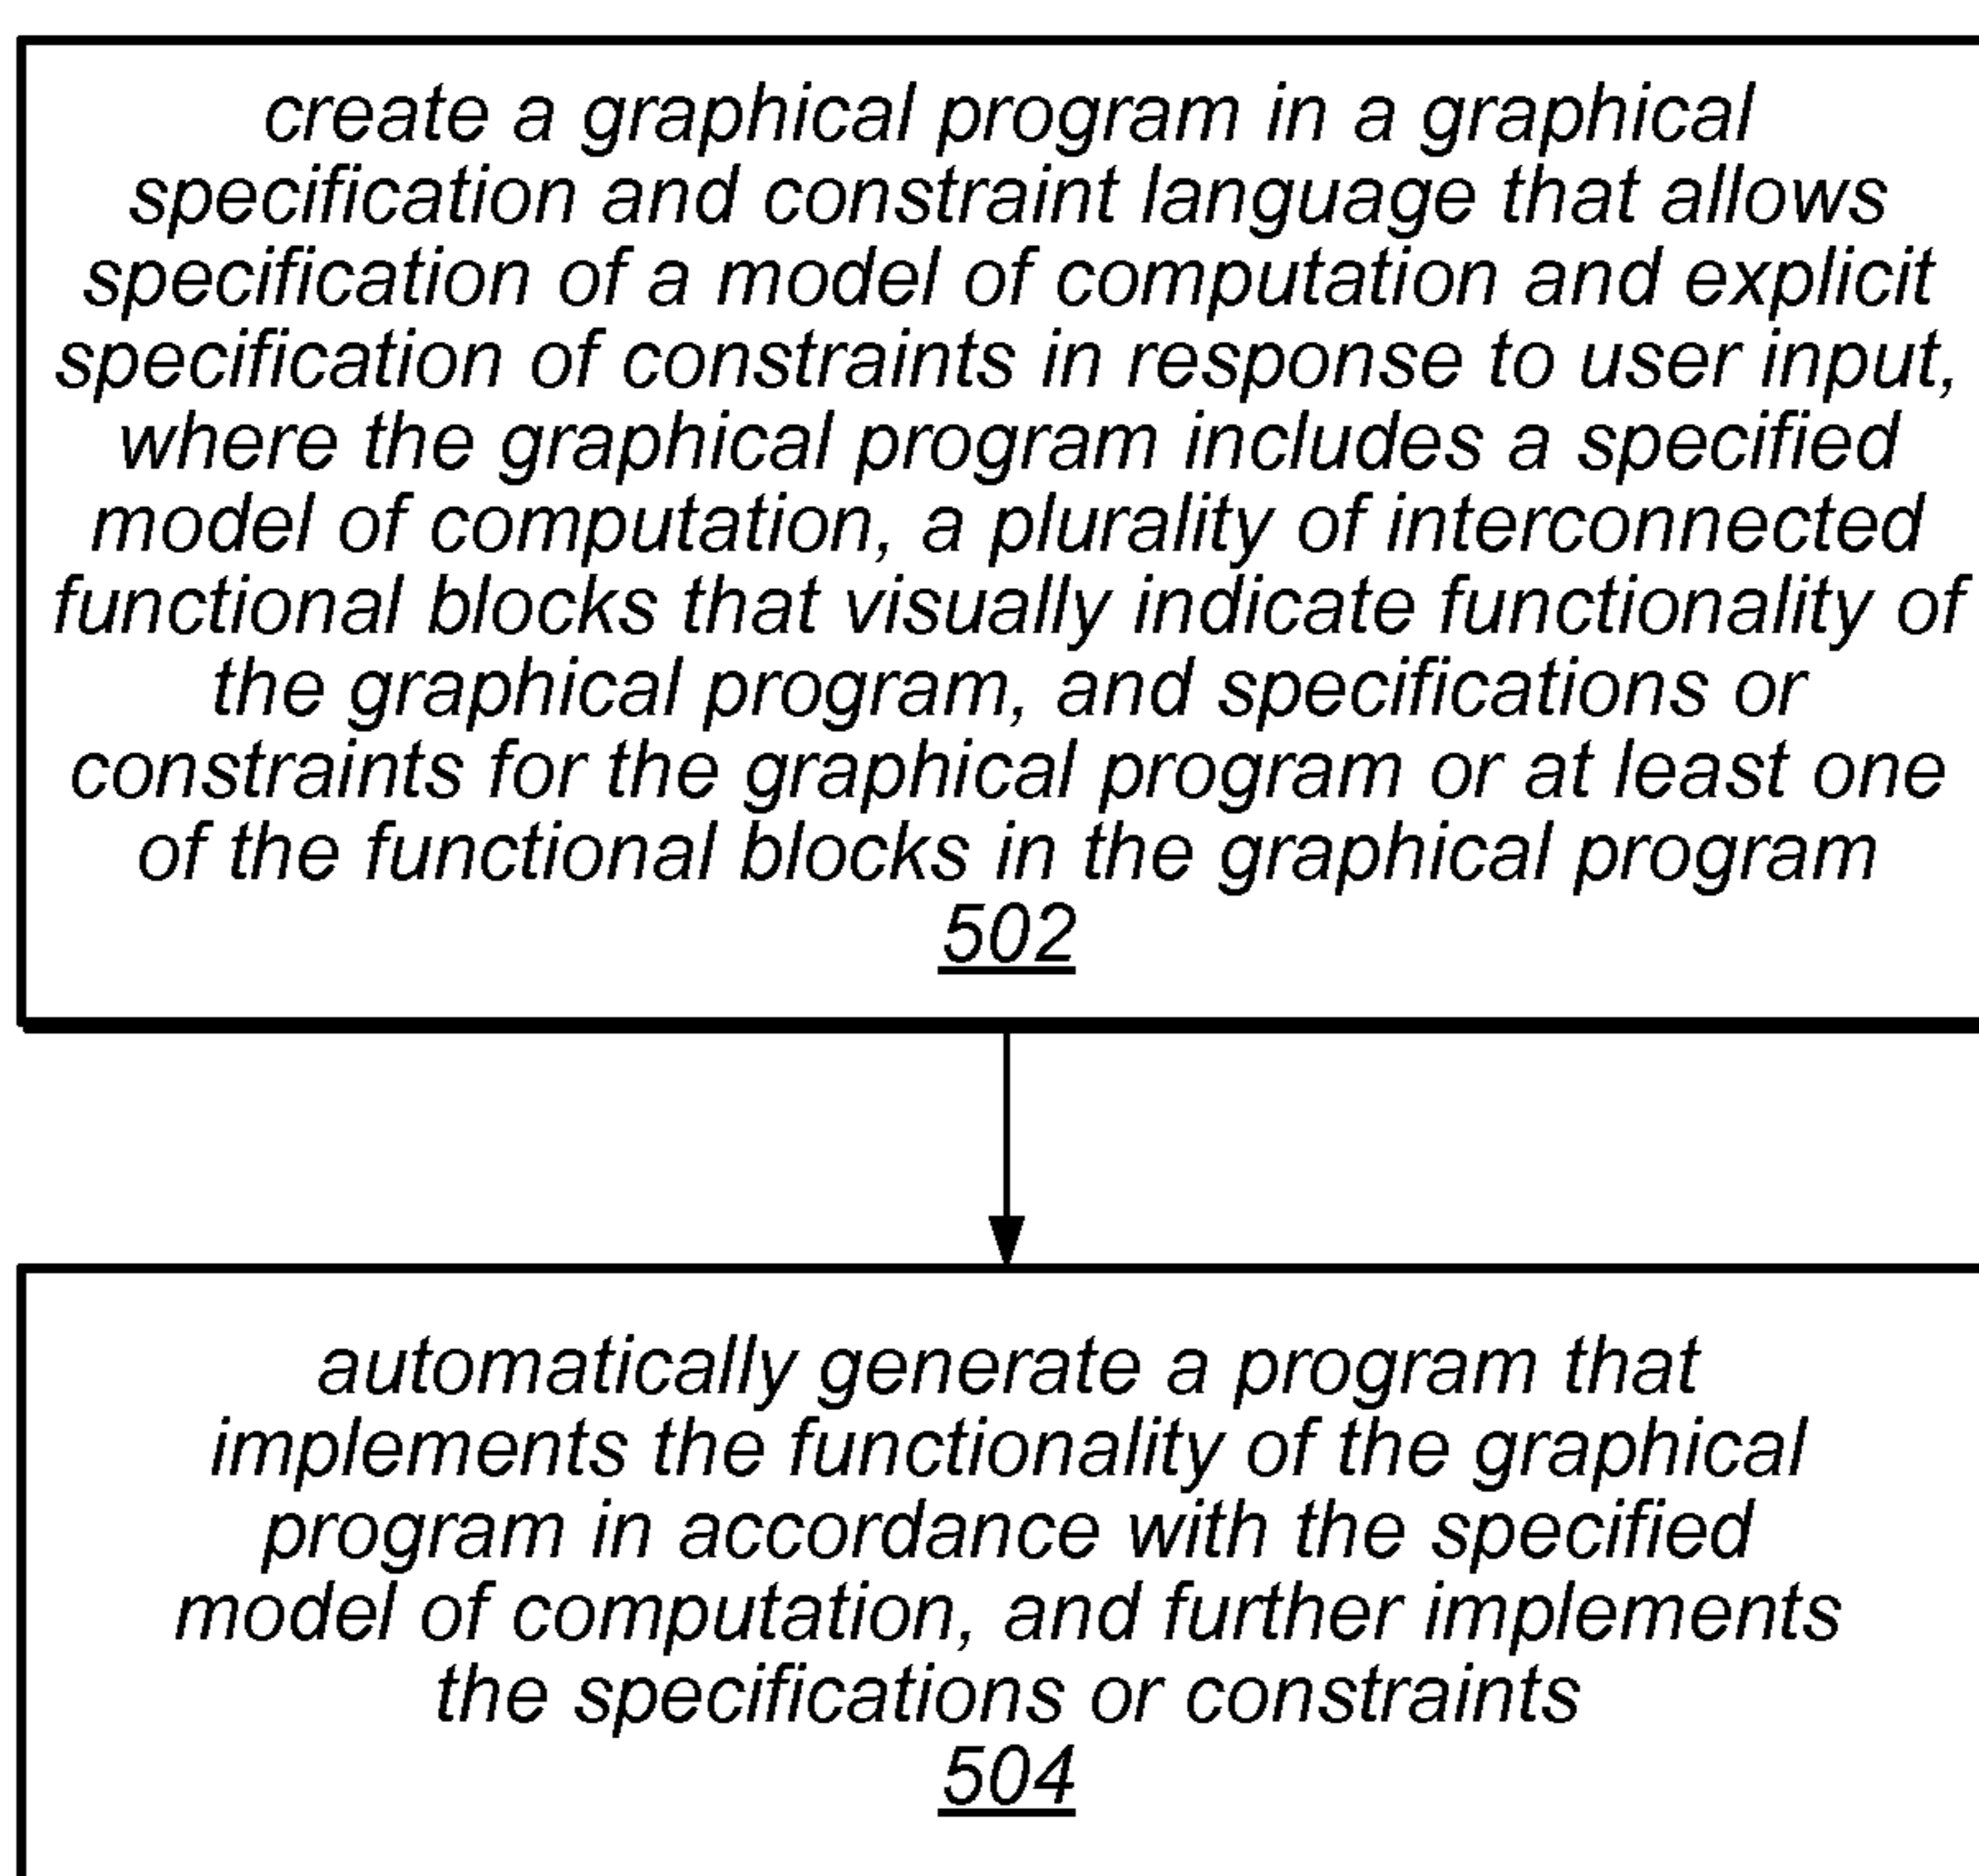 create a graphical program in a graphical
specification and constraint language that allows
specification of a model of computation and explicit
specification of constraints in response to user input,
where the graphical program includes a specified
model of computation, a plurality of interconnected
functional blocks that visually indicate functionality of
the graphical program, and specifications or
constraints for the graphical program or at least one
of the functional blocks in the graphical program
502
automatically generate a program that
implements the functionality of the graphical
program in accordance with the specified
model of computation, and further implements
the specifications or constraints
504